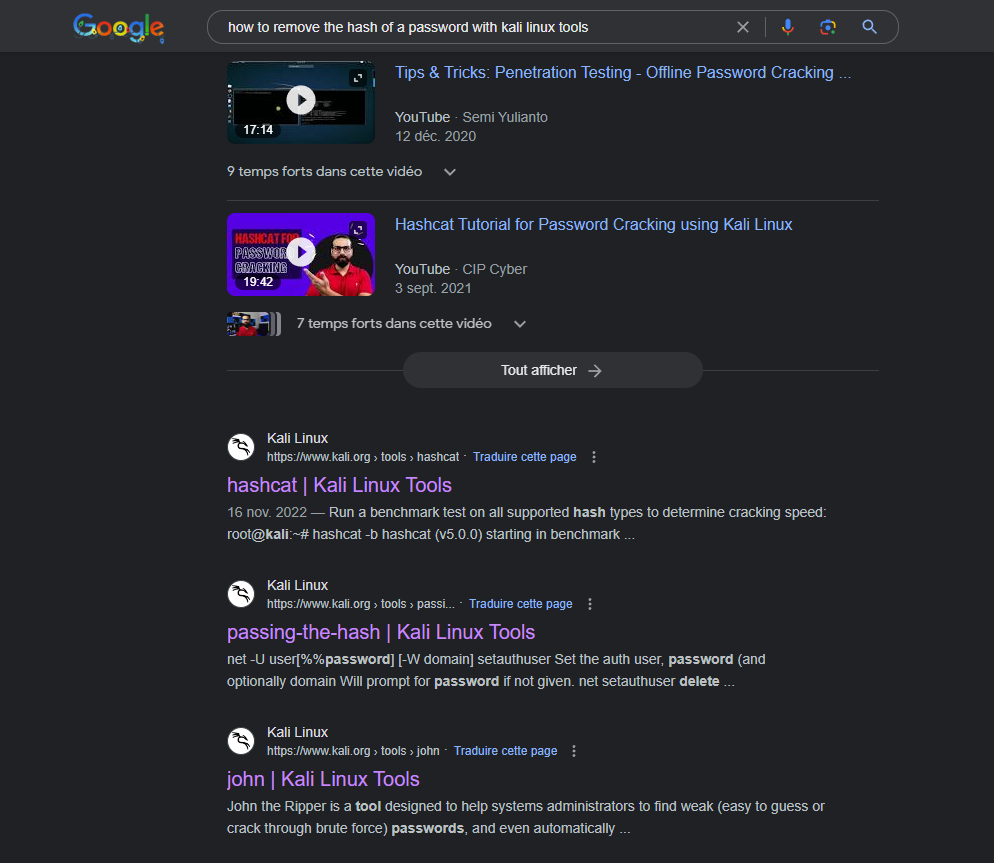 Google
how to remove the hash of a password with kali linux tools
Tips & Tricks: Penetration Testing - Offline Password Cracking ...
17:14
YouTube · Semi Yulianto
12 déc. 2020
9 temps forts dans cette vidéo
HASHCAT FOR
PASSWORD
CRACKING
19:42
Hashcat Tutorial for Password Cracking using Kali Linux
YouTube · CIP Cyber
3 sept. 2021
7 temps forts dans cette vidéo
Tout afficher
Kali Linux
https://www.kali.org › tools › hashcat · Traduire cette page
hashcat | Kali Linux Tools
16 nov. 2022 — Run a benchmark test on all supported hash types to determine cracking speed:
root@kali:~# hashcat -b hashcat (v5.0.0) starting in benchmark ...
Kali Linux
https://www.kali.org › tools › passi... · Traduire cette page
passing-the-hash | Kali Linux Tools
net -U user[%%password] [-W domain] setauthuser Set the auth user, password (and
optionally domain Will prompt for password if not given. net setauthuser delete ...
Kali Linux
https://www.kali.org › tools › john · Traduire cette page
john | Kali Linux Tools
John the Ripper is a tool designed to help systems administrators to find weak (easy to guess or
crack through brute force) passwords, and even automatically ...